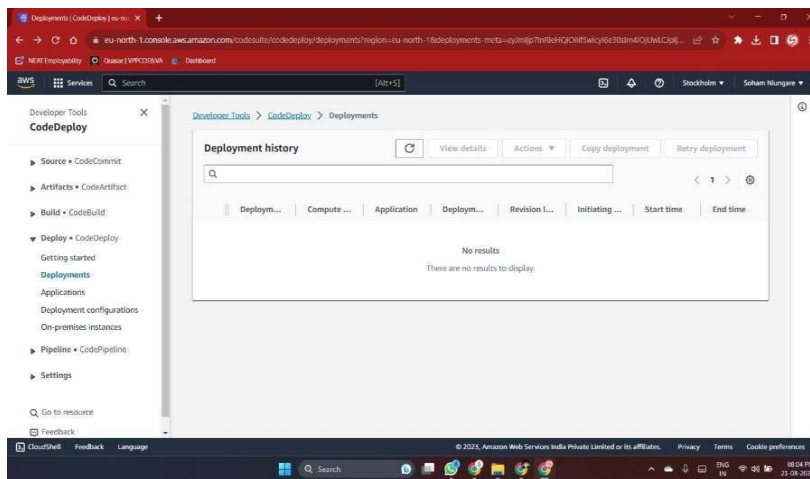 Deployments | CodeDeploy | eu-nor
eu-north-1.console.aws.amazon.com/codesuite/codedeploy/deployments?region=eu-north-1&deployments-meta=
NEAT Employability
Quasar | VPPCOE&VA
Dashboard
aws
Services
Search
[Alt+S]
Stockholm
Soham Niungare
Developer Tools
CodeDeploy
Source • CodeCommit
Artifacts • CodeArtifact
Build • CodeBuild
Deploy • CodeDeploy
Getting started
Deployments
Applications
Deployment configurations
On-premises instances
Pipeline • CodePipeline
Settings
Go to resource
Feedback
Developer Tools > CodeDeploy > Deployments
Deployment history
View details
Actions
Copy deployment
Retry deployment
1
Deploym... Compute ... Application Deploym... Revision l... Initiating ... Start time End time
No results
There are no results to display.
CloudShell Feedback Language
© 2023, Amazon Web Services India Private Limited or its affiliates. Privacy Terms Cookie preferences
Search
ENG
IN
08:04